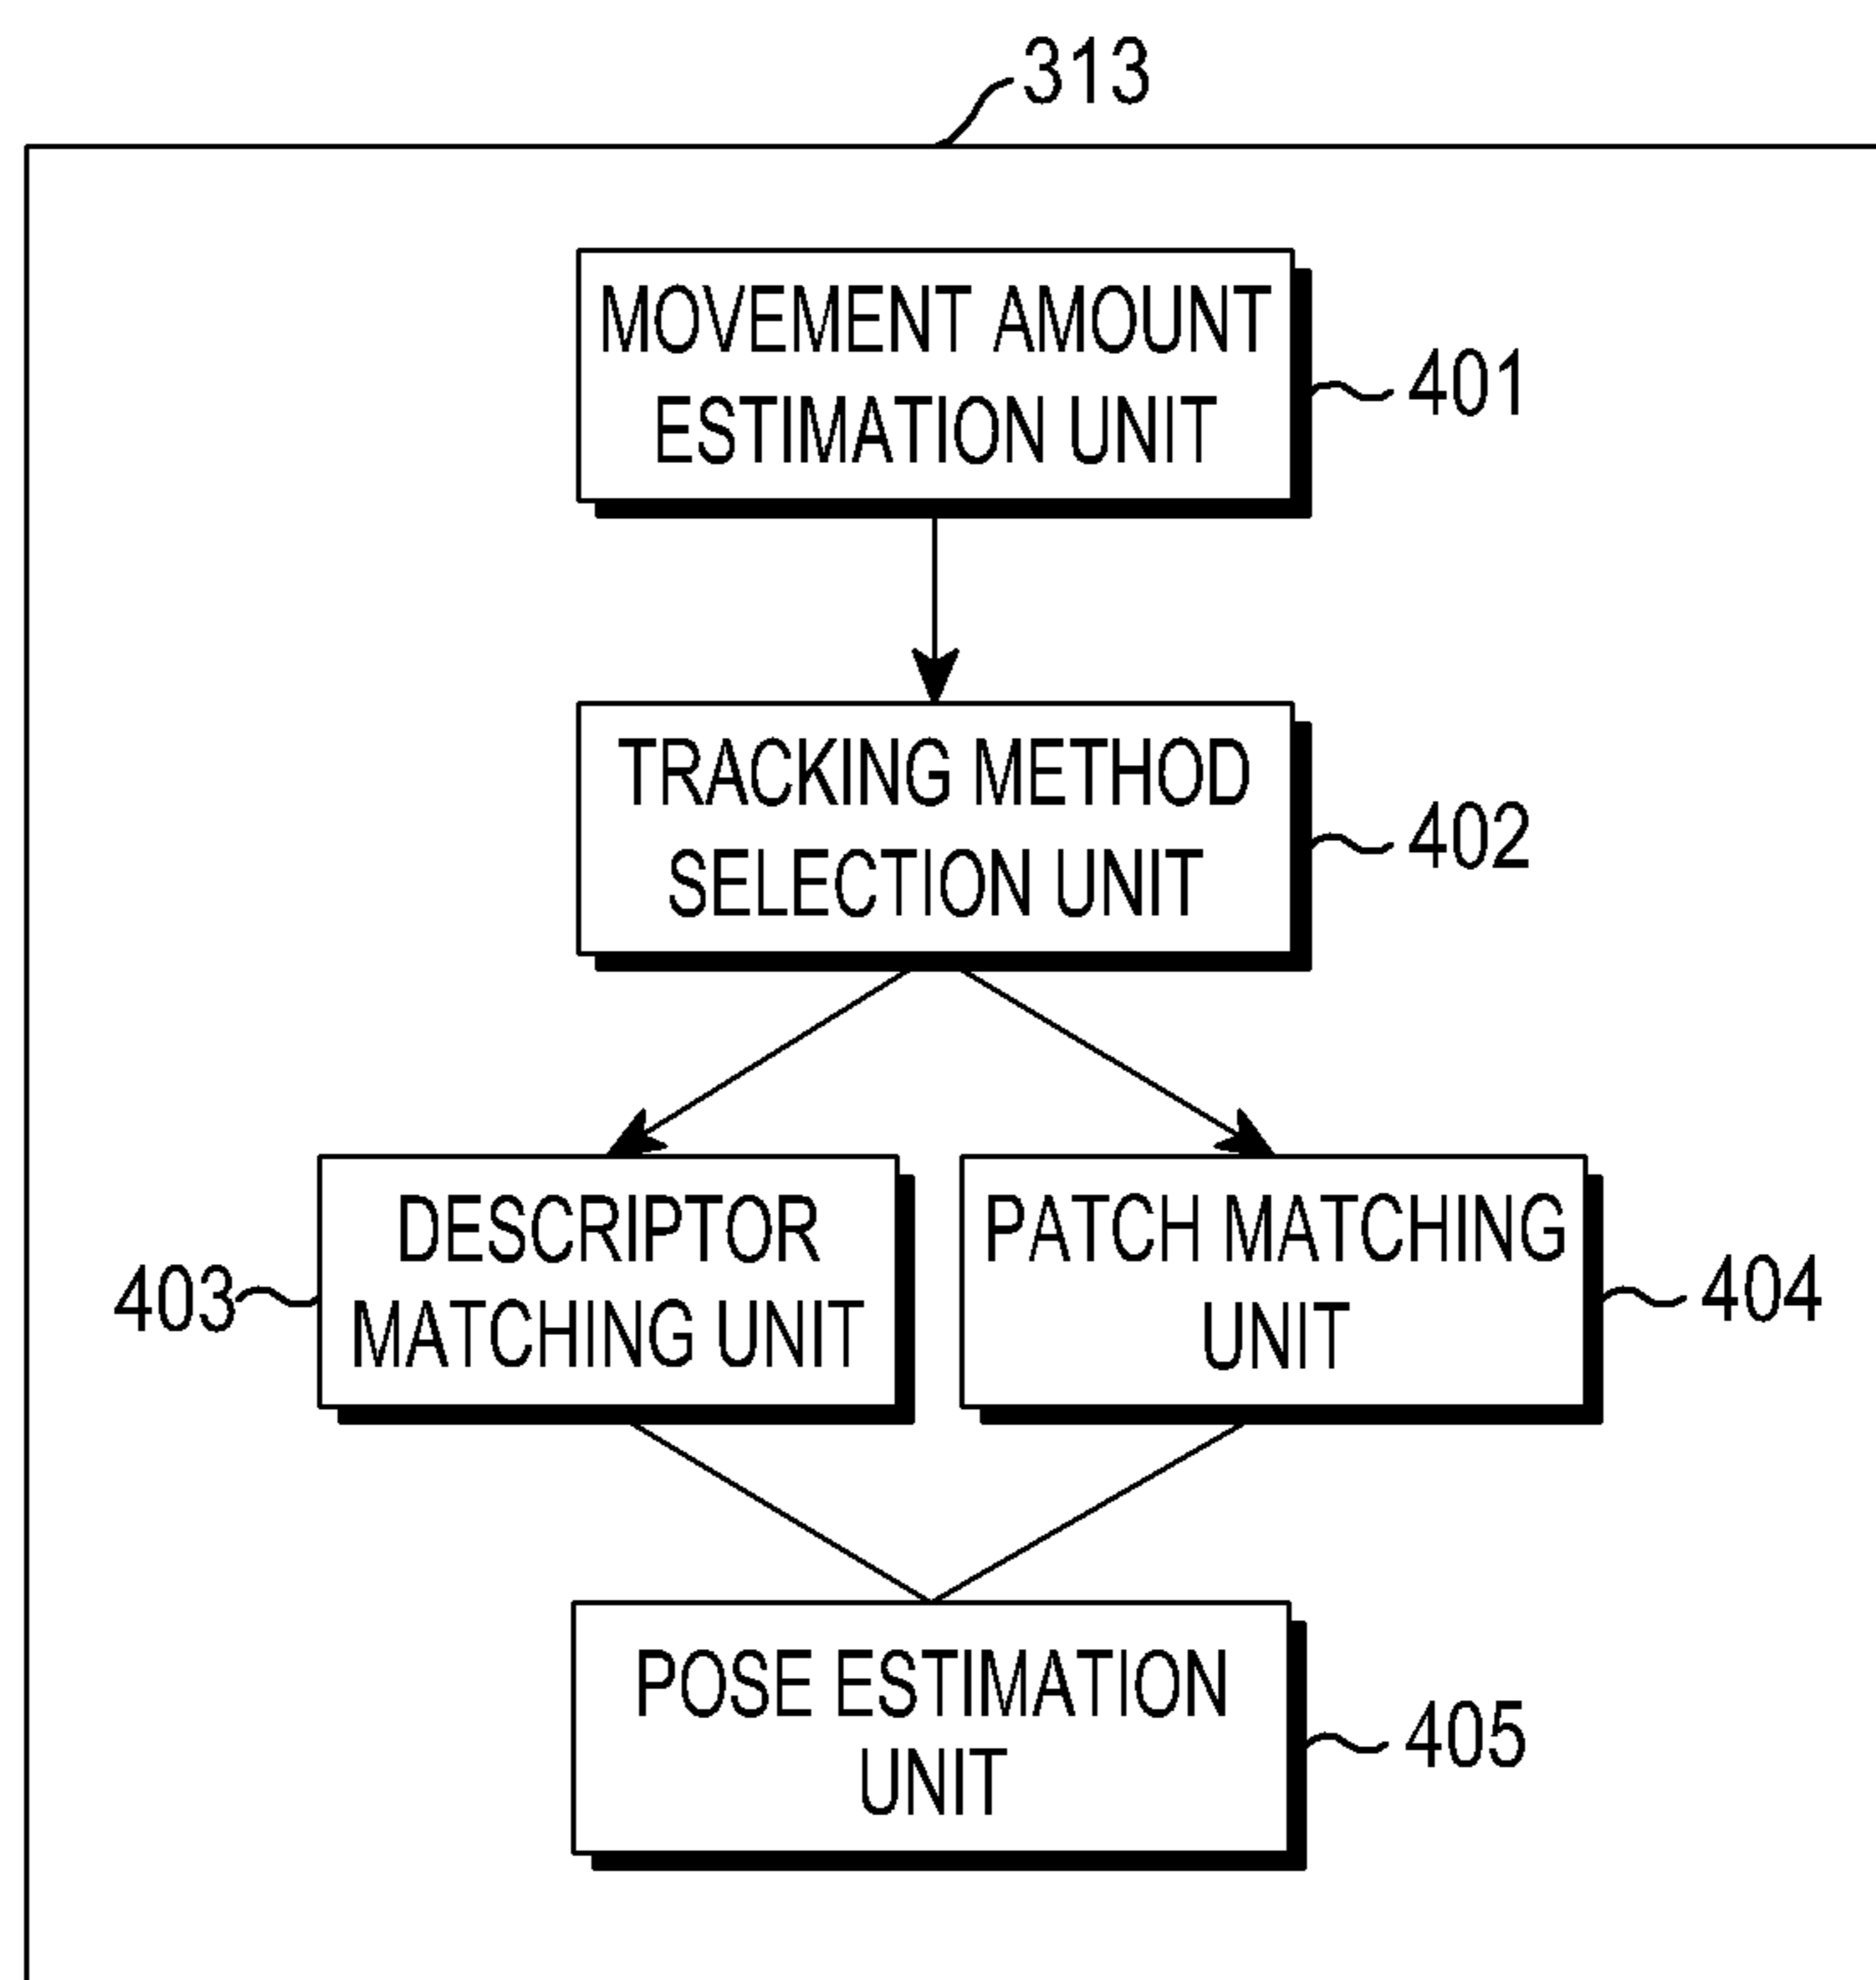 313
MOVEMENT AMOUNT
ESTIMATION UNIT
401
TRACKING METHOD
SELECTION UNIT
402
DESCRIPTOR
MATCHING UNIT
403
PATCH MATCHING
UNIT
404
POSE ESTIMATION
UNIT
405